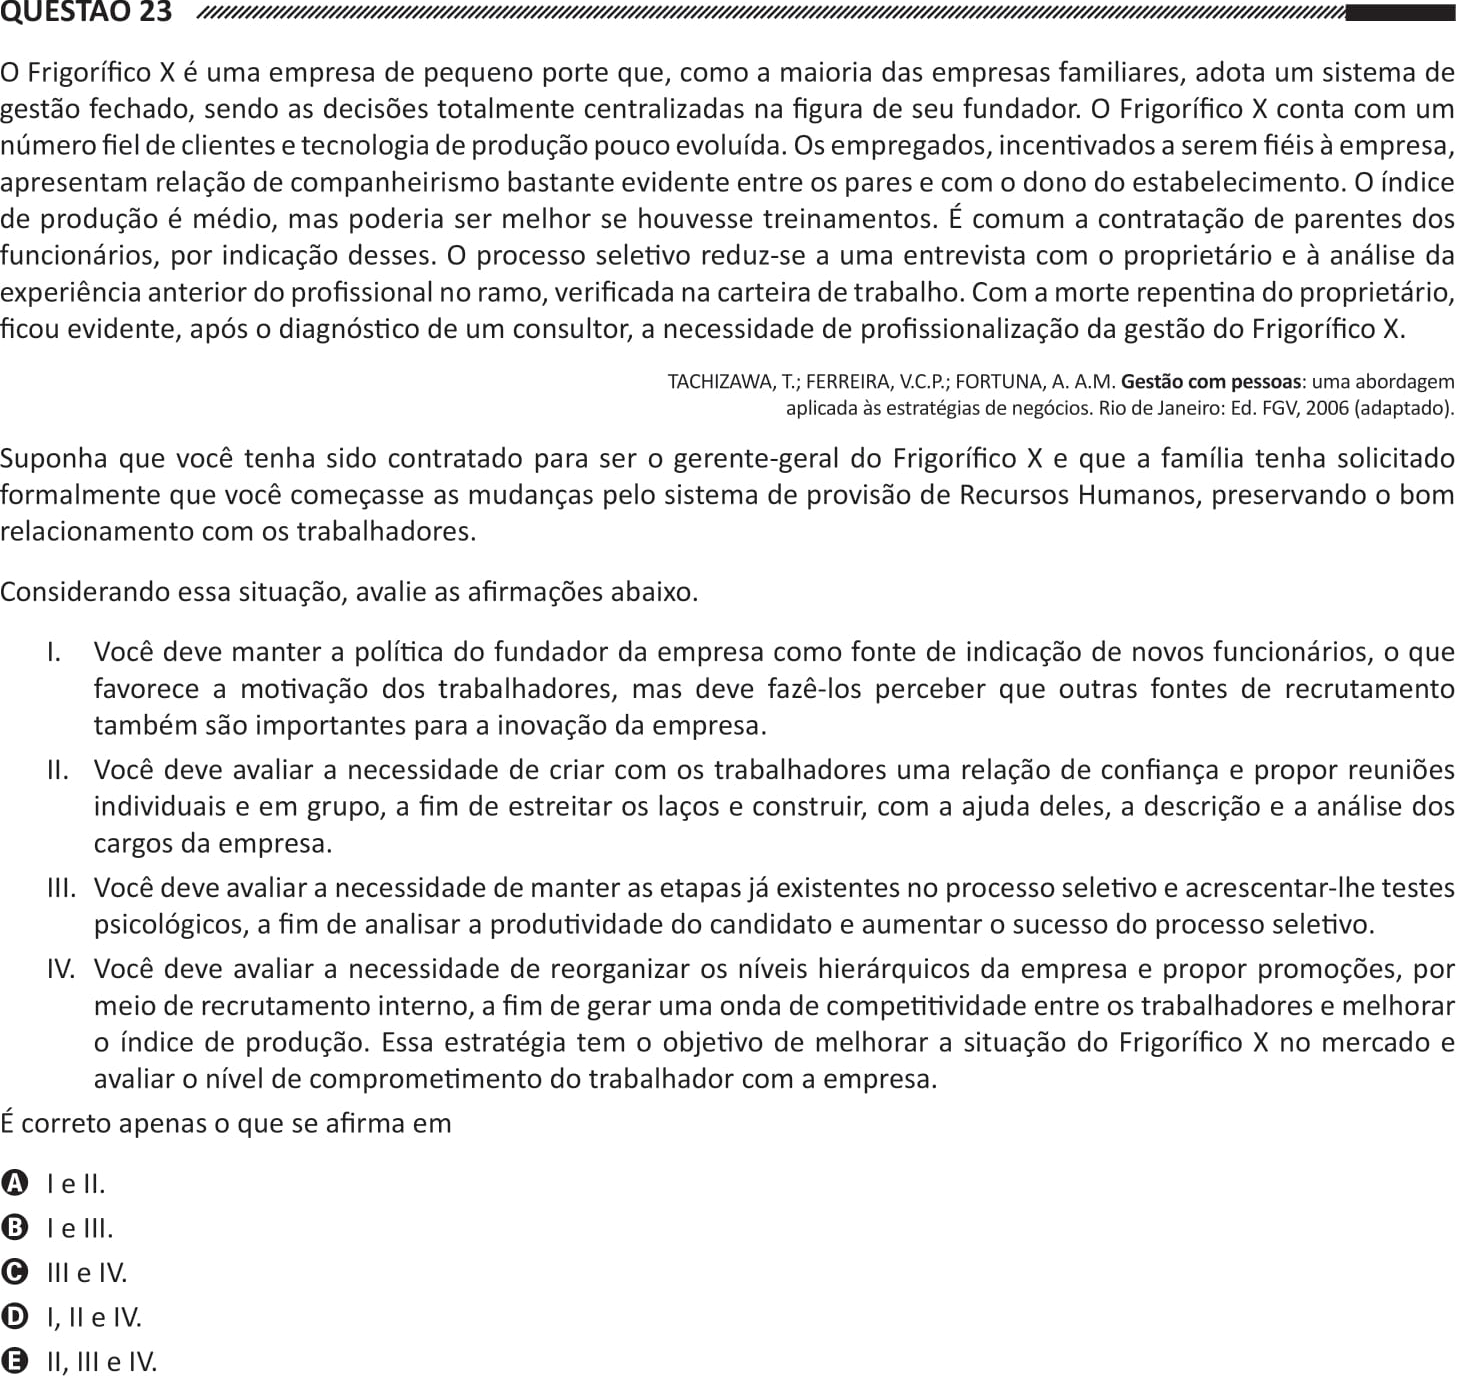 QUESTÃO 23
O Frigorífico X é uma empresa de pequeno porte que, como a maioria das empresas familiares, adota um sistema de
gestão fechado, sendo as decisões totalmente centralizadas na figura de seu fundador. O Frigorífico X conta com um
número fiel de clientes e tecnologia de produção pouco evoluída. Os empregados, incentivados a serem fiéis à empresa,
apresentam relação de companheirismo bastante evidente entre os pares e com o dono do estabelecimento. O índice
de produção é médio, mas poderia ser melhor se houvesse treinamentos. É comum a contratação de parentes dos
funcionários, por indicação desses. O processo seletivo reduz-se a uma entrevista com o proprietário e à análise da
experiência anterior do profissional no ramo, verificada na carteira de trabalho. Com a morte repentina do proprietário,
ficou evidente, após o diagnóstico de um consultor, a necessidade de profissionalização da gestão do Frigorífico X.
TACHIZAWA, T.; FERREIRA, V.C.P.; FORTUNA, A. A.M. Gestão com pessoas: uma abordagem
aplicada às estratégias de negócios. Rio de Janeiro: Ed. FGV, 2006 (adaptado).
Suponha que você tenha sido contratado para ser o gerente-geral do Frigorífico X e que a família tenha solicitado
formalmente que você começasse as mudanças pelo sistema de provisão de Recursos Humanos, preservando o bom
relacionamento com os trabalhadores.
Considerando essa situação, avalie as afirmações abaixo.
I. Você deve manter a política do fundador da empresa como fonte de indicação de novos funcionários, o que
favorece a motivação dos trabalhadores, mas deve fazê-los perceber que outras fontes de recrutamento
também são importantes para a inovação da empresa.
II. Você deve avaliar a necessidade de criar com os trabalhadores uma relação de confiança e propor reuniões
individuais e em grupo, a fim de estreitar os laços e construir, com a ajuda deles, a descrição e a análise dos
cargos da empresa.
III. Você deve avaliar a necessidade de manter as etapas já existentes no processo seletivo e acrescentar-lhe testes
psicológicos, a fim de analisar a produtividade do candidato e aumentar o sucesso do processo seletivo.
IV. Você deve avaliar a necessidade de reorganizar os níveis hierárquicos da empresa e propor promoções, por
meio de recrutamento interno, a fim de gerar uma onda de competitividade entre os trabalhadores e melhorar
o índice de produção. Essa estratégia tem o objetivo de melhorar a situação do Frigorífico X no mercado e
avaliar o nível de comprometimento do trabalhador com a empresa.
É correto apenas o que se afirma em
A I e II.
B I e III.
C III e IV.
D I, II e IV.
E II, III e IV.